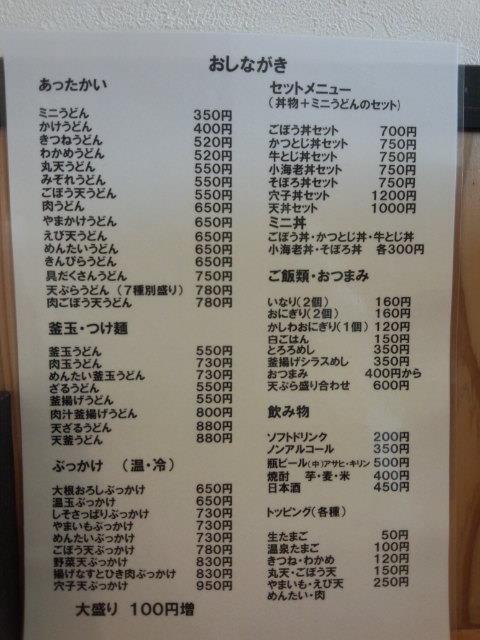 おしながき
あったかい
ミニうどん 350円
かけうどん 400円
きつねうどん 520円
わかめうどん 520円
丸天うどん 550円
みぞれうどん 550円
ごぼう天うどん 550円
肉うどん 650円
やまかけうどん 650円
えび天うどん 650円
めんたいうどん 650円
きんぴらうどん 650円
具だくさんうどん 750円
天ぷらうどん（7種別盛り） 780円
肉ごぼう天うどん 780円
釜玉・つけ麺
釜玉うどん 550円
肉玉うどん 730円
めんたい釜玉うどん 730円
ざるうどん 550円
釜揚げうどん 550円
肉汁釜揚げうどん 800円
天ざるうどん 880円
天釜うどん 880円
ぶっかけ （温・冷）
大根おろしぶっかけ 650円
温玉ぶっかけ 650円
しそさっぱりぶっかけ 730円
やまいもぶっかけ 730円
めんたいぶっかけ 730円
ごぼう天ぶっかけ 780円
野菜天ぶっかけ 830円
揚げなすとひき肉ぶっかけ 830円
穴子天ぶっかけ 950円
大盛り 100円増
セットメニュー
（丼物＋ミニうどんのセット）
ごぼう丼セット 700円
かつとじ丼セット 750円
牛とじ丼セット 750円
小海老丼セット 750円
そぼろ丼セット 750円
穴子丼セット 1200円
天丼セット 1000円
ミニ丼
ごぼう丼・かつとじ丼・牛とじ丼
小海老丼・そぼろ丼 各300円
ご飯類・おつまみ
いなり（2個） 160円
おにぎり（2個） 160円
かしわおにぎり（1個） 120円
白ごはん 150円
とろろめし 350円
釜揚げシラスめし 350円
おつまみ 400円から
天ぷら盛り合わせ 600円
飲み物
ソフトドリンク 200円
ノンアルコール 350円
瓶ビール（中）アサヒ・キリン 500円
焼酎 芋・麦・米 400円
日本酒 450円
トッピング（各種）
生たまご 50円
温泉たまご 100円
きつね・わかめ 120円
丸天・ごぼう天 150円
やまいも・えび天 250円
めんたい・肉